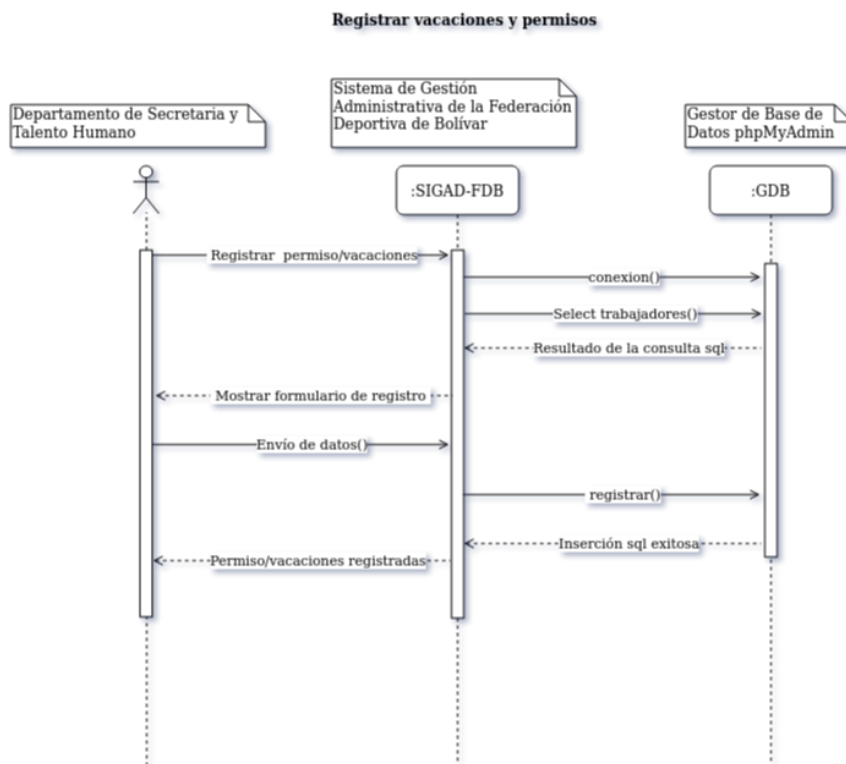 Registrar vacaciones y permisos
Departamento de Secretaria y
Talento Humano
Sistema de Gestión
Administrativa de la Federación
Deportiva de Bolívar
Gestor de Base de
Datos phpMyAdmin
:SIGAD-FDB
:GDB
Registrar permiso/vacaciones
conexion()
Select trabajadores()
Resultado de la consulta sql
Mostrar formulario de registro
Envío de datos()
registrar()
Inserción sql exitosa
Permiso/vacaciones registradas